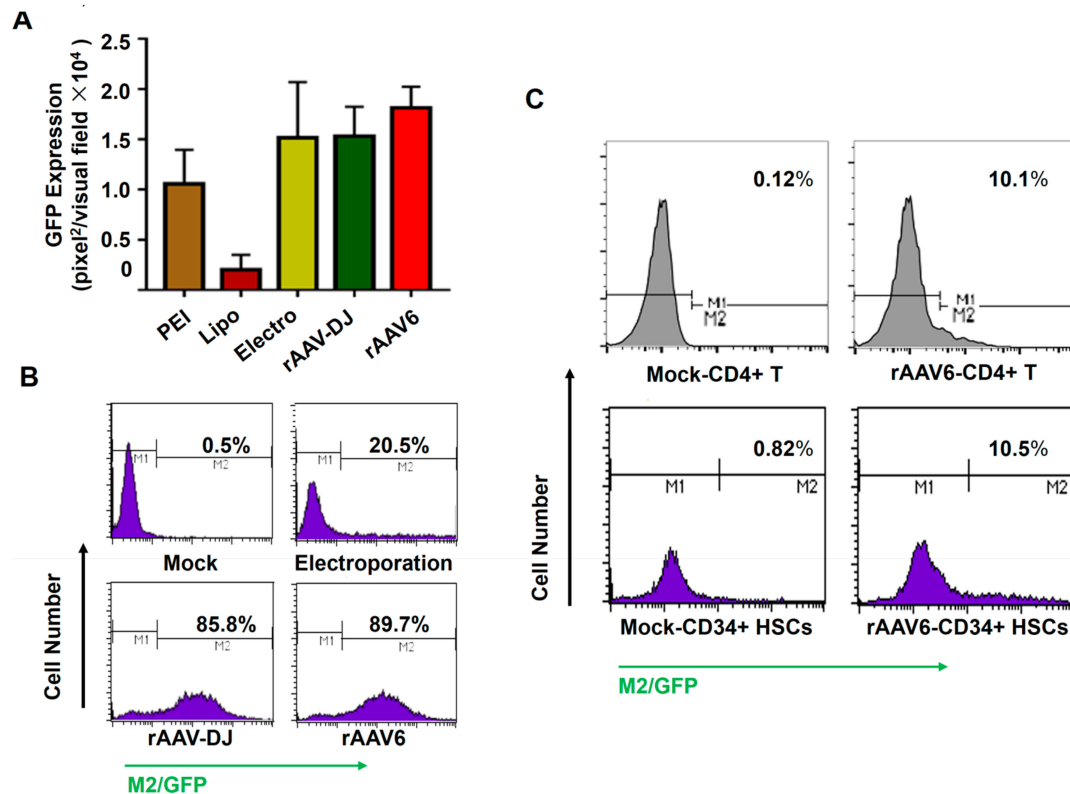 A
GFP Expression
(pixel²/visual field ×10⁴)
2.5
2.0
1.5
1.0
0
PEI
Lipo
Electro
rAAV-DJ
rAAV6
B
0.5%
M1
M2
20.5%
M1
M2
Mock
Electroporation
85.8%
M1
M2
89.7%
M1
M2
rAAV-DJ
rAAV6
Cell Number
M2/GFP
C
0.12%
M1
M2
10.1%
M1
M2
Mock-CD4+ T
rAAV6-CD4+ T
0.82%
M1
M2
10.5%
M1
M2
Mock-CD34+ HSCs
rAAV6-CD34+ HSCs
Cell Number
M2/GFP